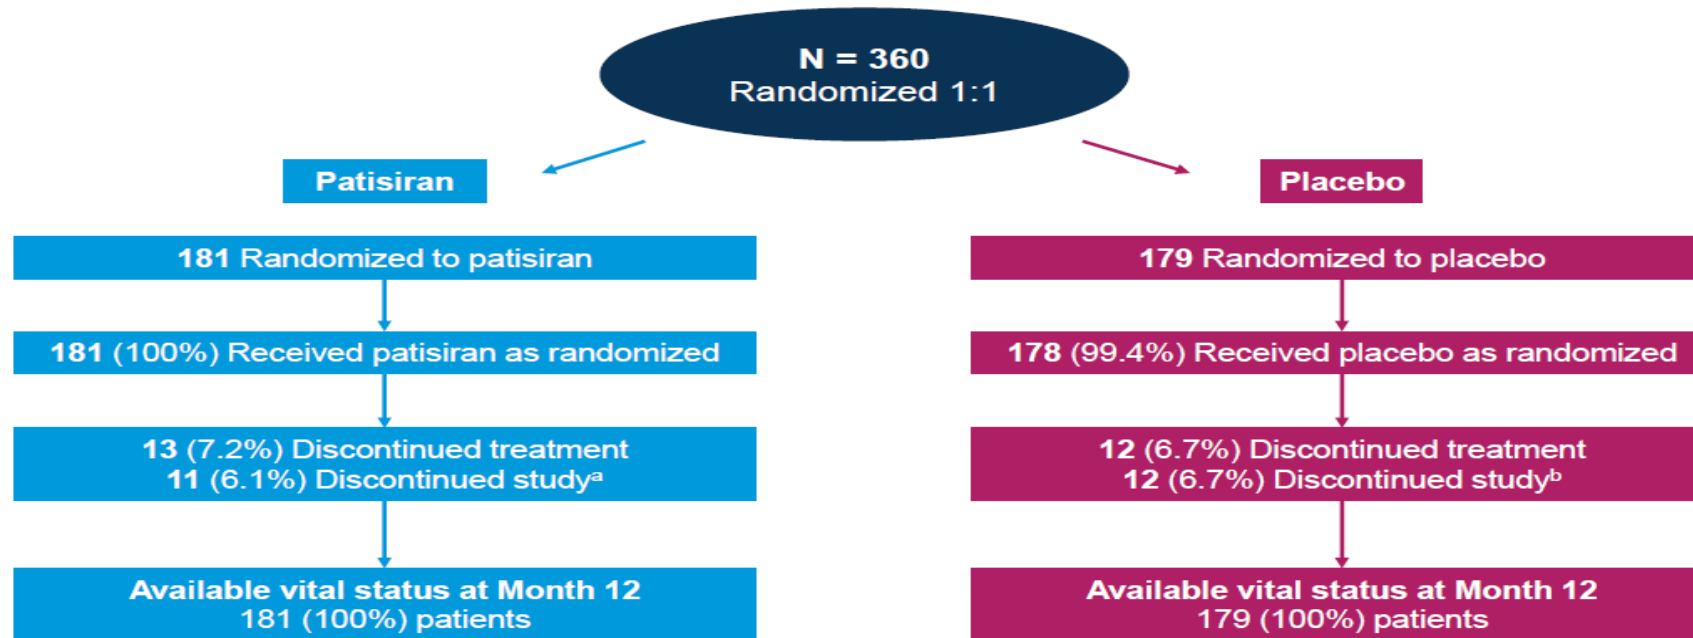 N = 360
Randomized 1:1
Patisiran
Placebo
181 Randomized to patisiran
179 Randomized to placebo
181 (100%) Received patisiran as randomized
178 (99.4%) Received placebo as randomized
13 (7.2%) Discontinued treatment
11 (6.1%) Discontinued studyᵃ
12 (6.7%) Discontinued treatment
12 (6.7%) Discontinued studyᵇ
Available vital status at Month 12
181 (100%) patients
Available vital status at Month 12
179 (100%) patients